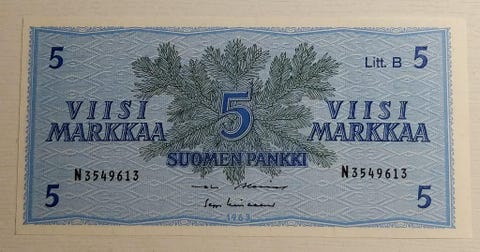 5 Litt. B 5
VIISI VIISI
MARKKAA 5 MARKKAA
SUOMEN PANKKI
N3549613 N3549613
5 5
1963